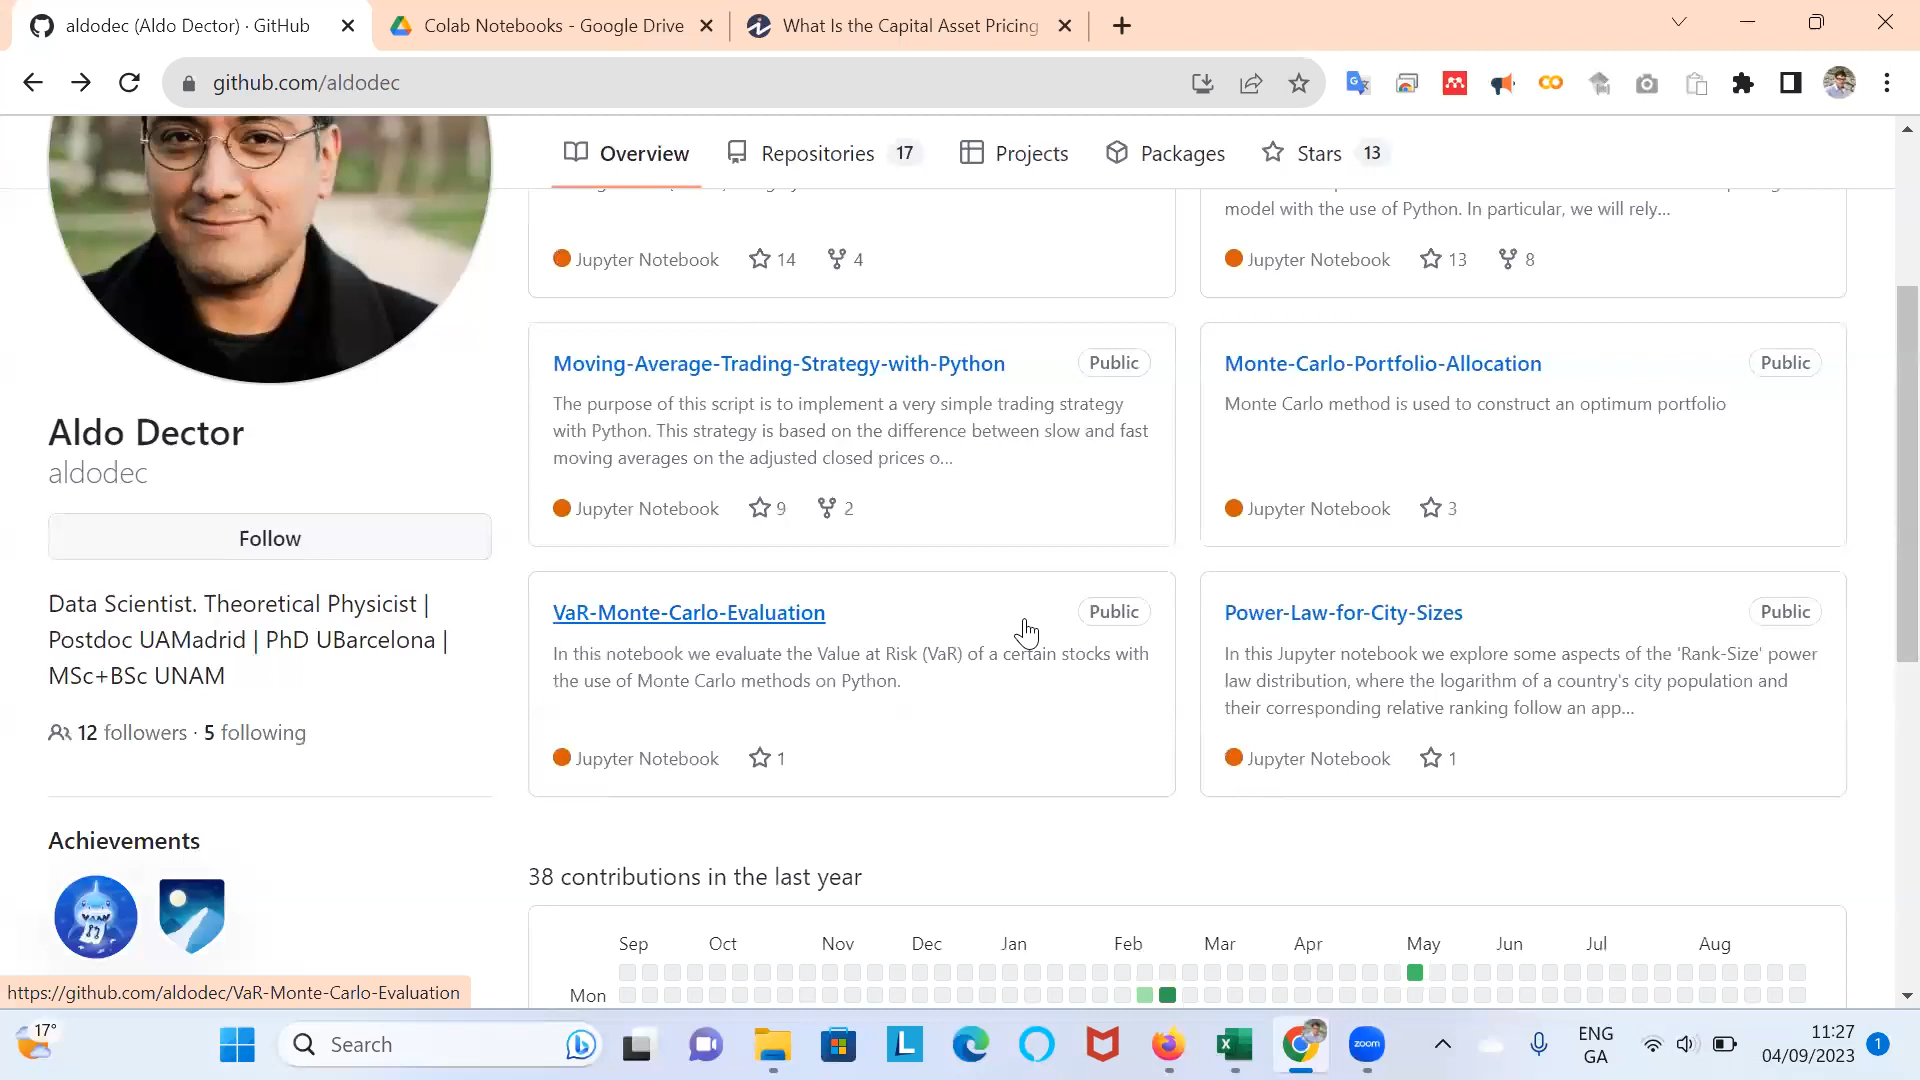 aldodec (Aldo Dector) · GitHub
Colab Notebooks - Google Drive
What Is the Capital Asset Pricing
github.com/aldodec
Overview
Repositories 17
Projects
Packages
Stars 13
model with the use of Python. In particular, we will rely...
Jupyter Notebook 14 4
Jupyter Notebook 13 8
Moving-Average-Trading-Strategy-with-Python Public
The purpose of this script is to implement a very simple trading strategy
with Python. This strategy is based on the difference between slow and fast
moving averages on the adjusted closed prices o...
Jupyter Notebook 9 2
Monte-Carlo-Portfolio-Allocation Public
Monte Carlo method is used to construct an optimum portfolio
Jupyter Notebook 3
Aldo Dector
aldodec
Follow
Data Scientist. Theoretical Physicist |
Postdoc UAMadrid | PhD UBarcelona |
MSc+BSc UNAM
12 followers · 5 following
VaR-Monte-Carlo-Evaluation Public
In this notebook we evaluate the Value at Risk (VaR) of a certain stocks with
the use of Monte Carlo methods on Python.
Jupyter Notebook 1
Power-Law-for-City-Sizes Public
In this Jupyter notebook we explore some aspects of the 'Rank-Size' power
law distribution, where the logarithm of a country's city population and
their corresponding relative ranking follow an app...
Jupyter Notebook 1
Achievements
38 contributions in the last year
Sep Oct Nov Dec Jan Feb Mar Apr May Jun Jul Aug
Mon
https://github.com/aldodec/VaR-Monte-Carlo-Evaluation
17°
Search
L
zoom
ENG
GA
11:27
04/09/2023
1